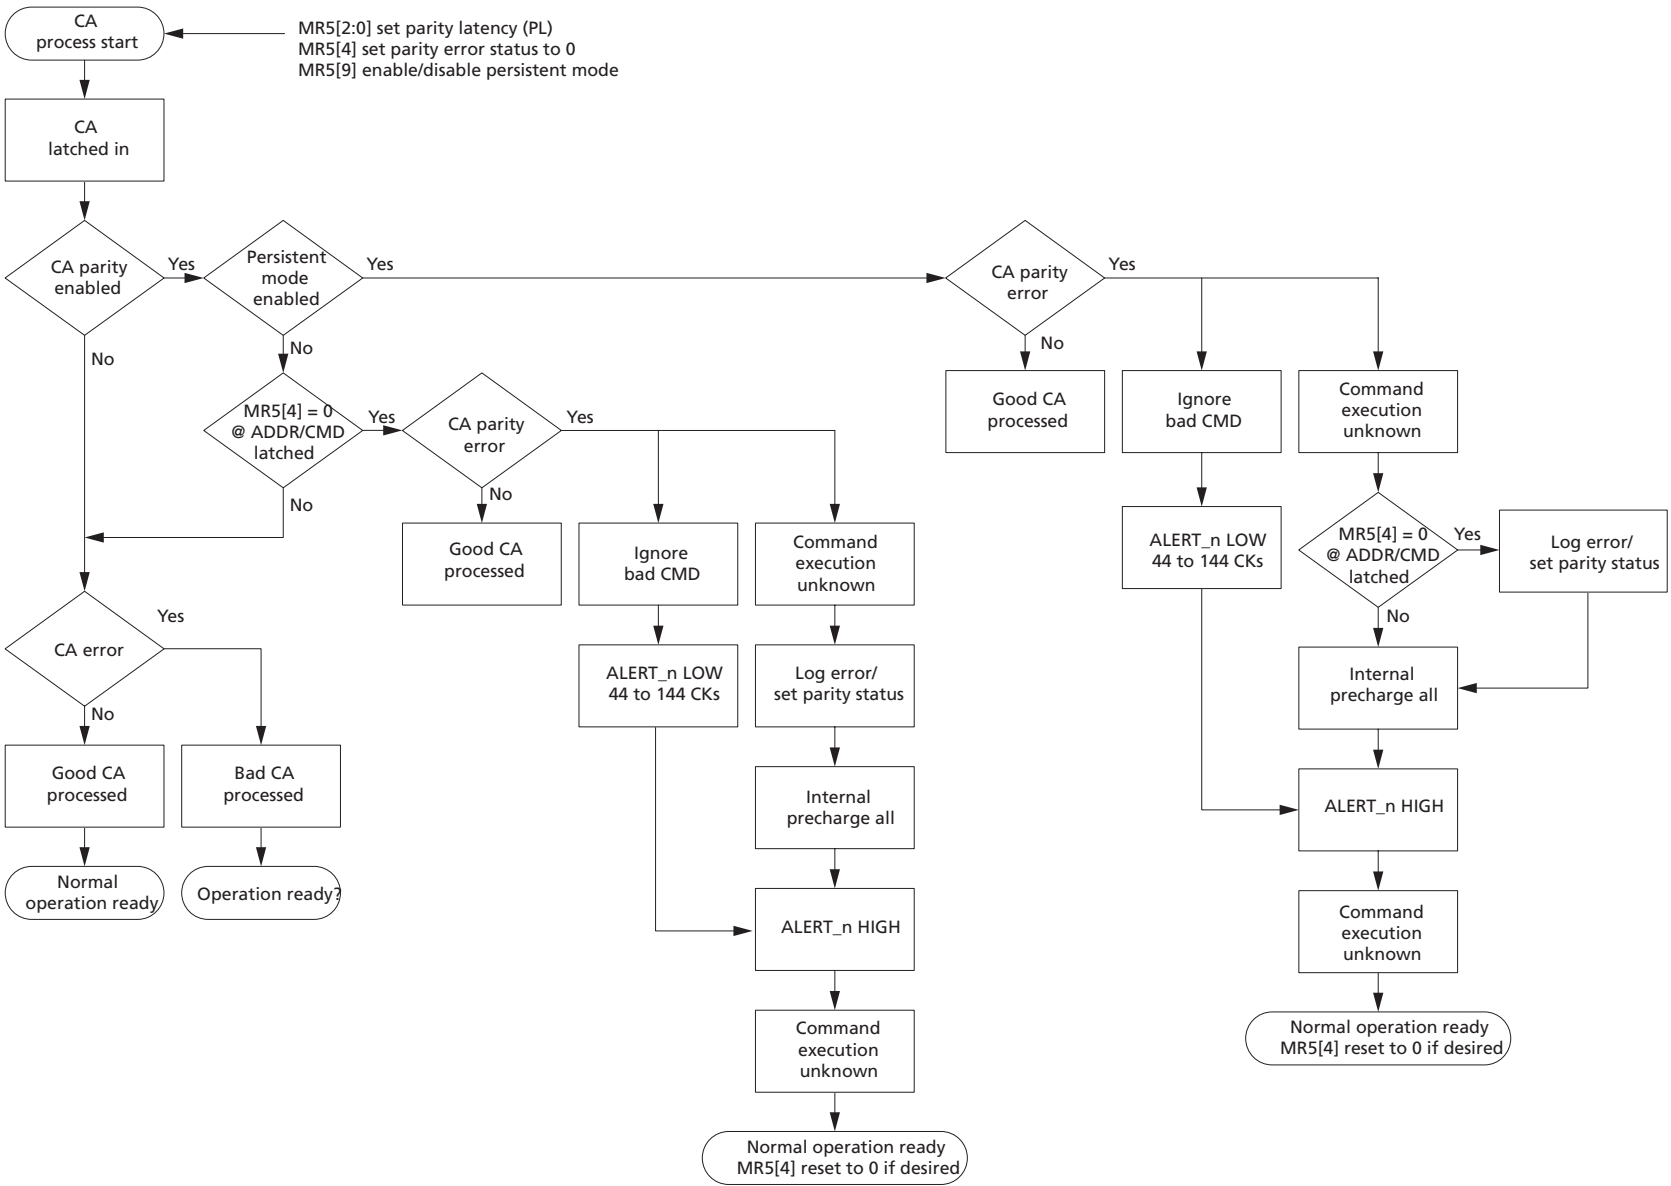 CA
process start
MR5[2:0] set parity latency (PL)
MR5[4] set parity error status to 0
MR5[9] enable/disable persistent mode
CA
latched in
CA parity
enabled
Yes
No
Persistent
mode
enabled
Yes
No
CA parity
error
Yes
No
Good CA
processed
Ignore
bad CMD
Command
execution
unknown
MR5[4] = 0
@ ADDR/CMD
latched
Yes
No
CA parity
error
Yes
No
Good CA
processed
Ignore
bad CMD
Command
execution
unknown
ALERT_n LOW
44 to 144 CKs
MR5[4] = 0
@ ADDR/CMD
latched
Yes
No
Log error/
set parity status
CA error
Yes
No
ALERT_n LOW
44 to 144 CKs
Log error/
set parity status
Internal
precharge all
Good CA
processed
Bad CA
processed
Internal
precharge all
ALERT_n HIGH
Normal
operation ready
Operation ready?
ALERT_n HIGH
Command
execution
unknown
Command
execution
unknown
Normal operation ready
MR5[4] reset to 0 if desired
Normal operation ready
MR5[4] reset to 0 if desired